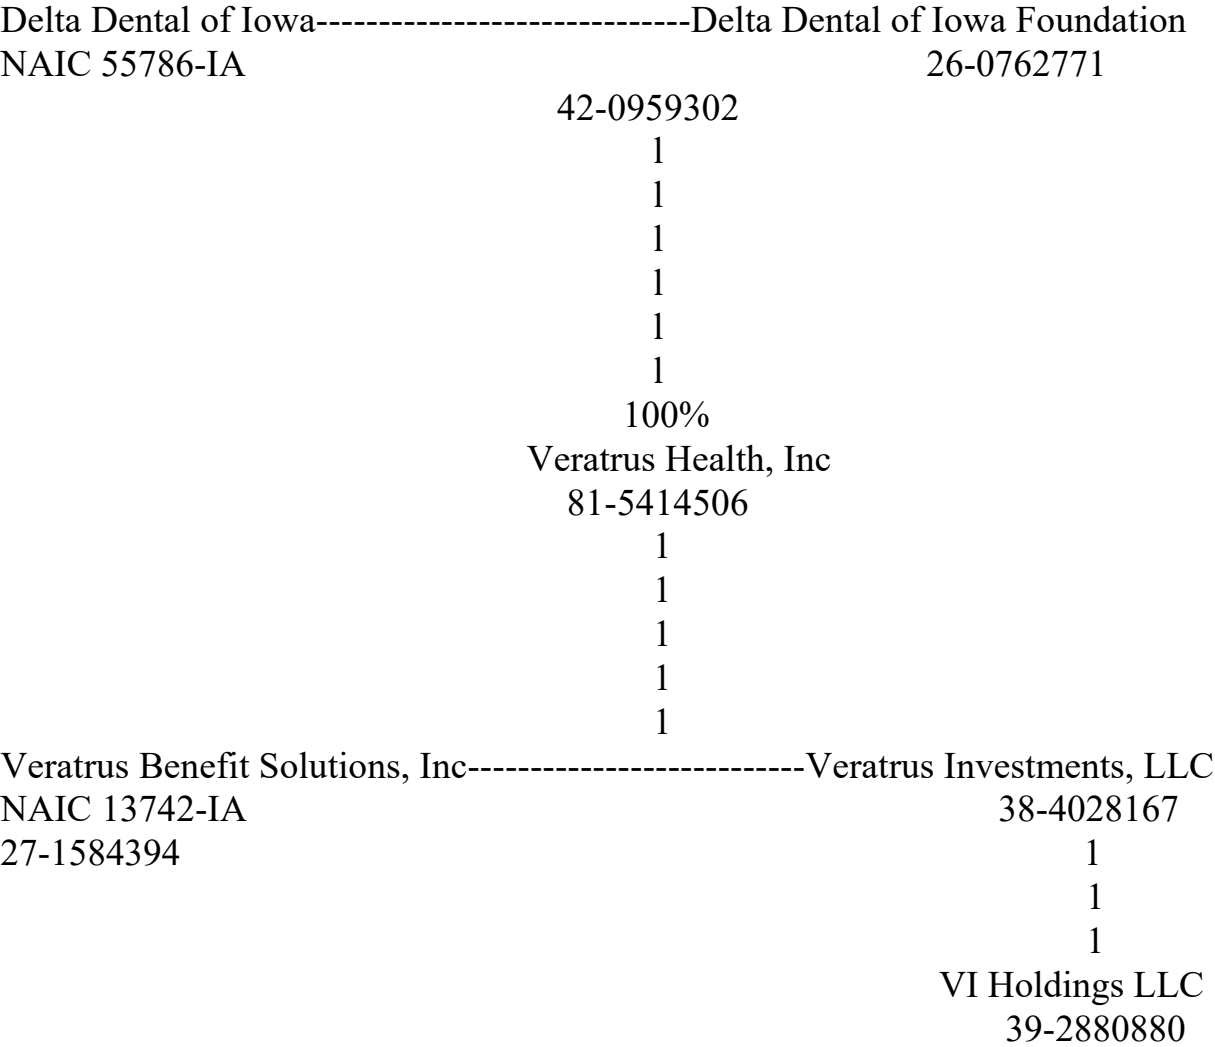 Delta Dental of Iowa------------------------------Delta Dental of Iowa Foundation
NAIC 55786-IA 26-0762771
42-0959302
l
l
l
l
l
l
100%
Veratrus Health, Inc
81-5414506
1
1
1
1
1
Veratrus Benefit Solutions, Inc---------------------------Veratrus Investments, LLC
NAIC 13742-IA 38-4028167
27-1584394 1
1
1
VI Holdings LLC
39-2880880